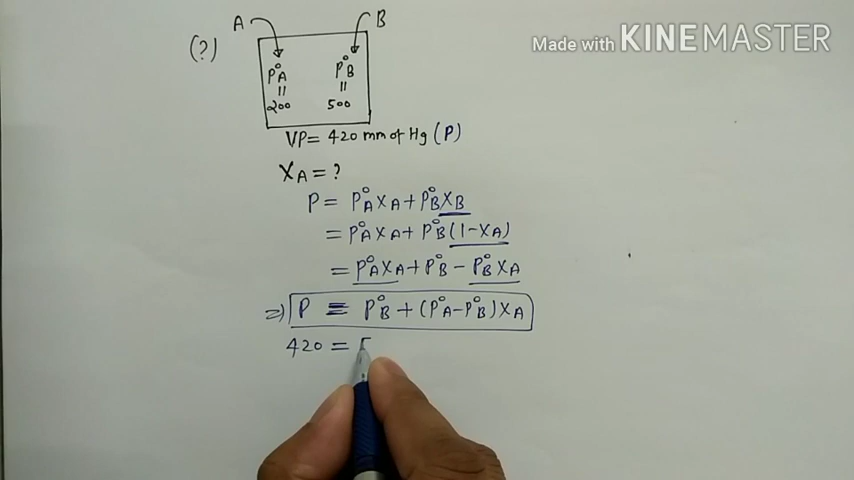 A B
(?)
P°A P°B
=  =
200 500
VP = 420 mm of Hg (P)
XA = ?
P = P°A XA + P°B XB
= P°A XA + P°B (1 - XA)
= P°A XA + P°B - P°B XA
=) P = P°B + (P°A - P°B) XA
420 = 5
Made with KINEMASTER